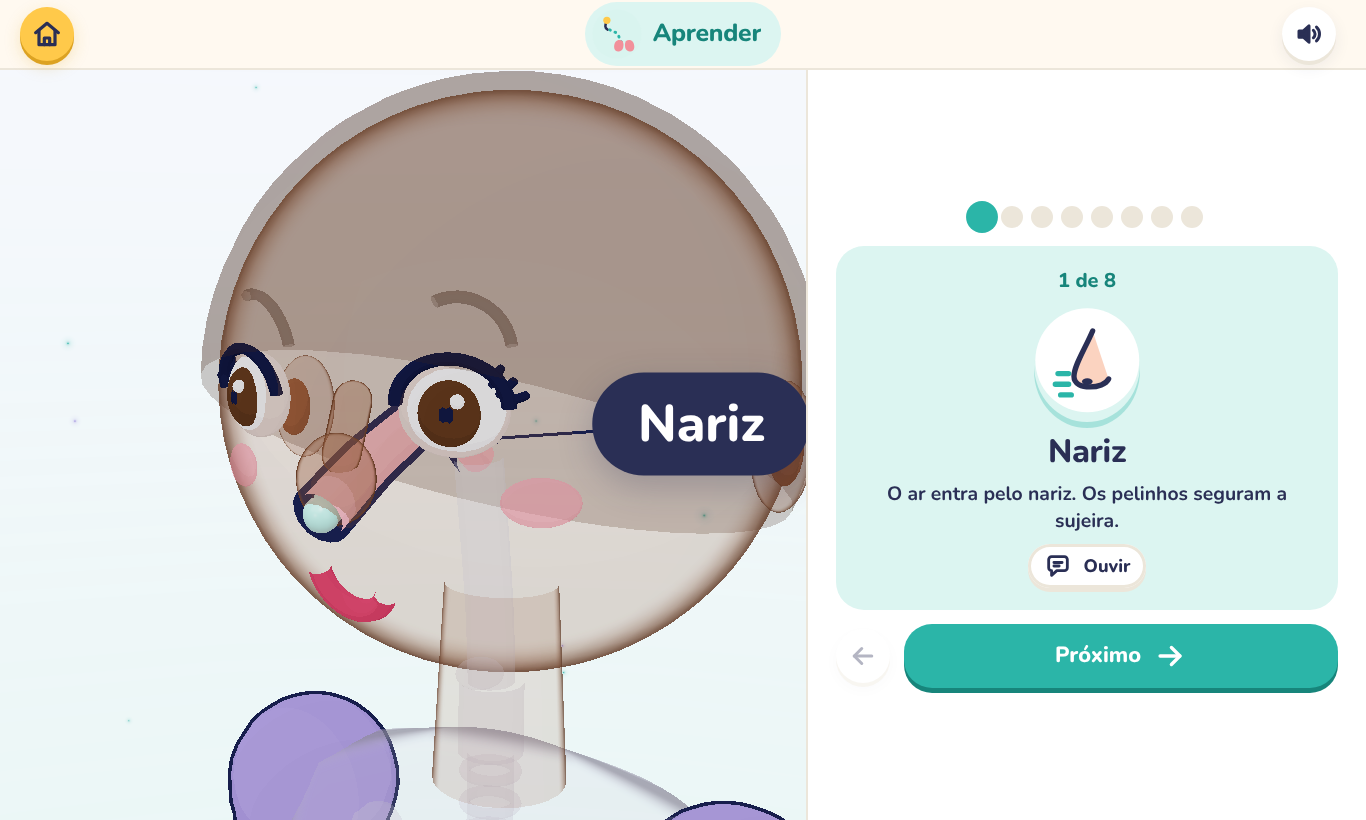 Aprender
Nariz
1 de 8
Nariz
O ar entra pelo nariz. Os pelinhos seguram a
sujeira.
Ouvir
Próximo